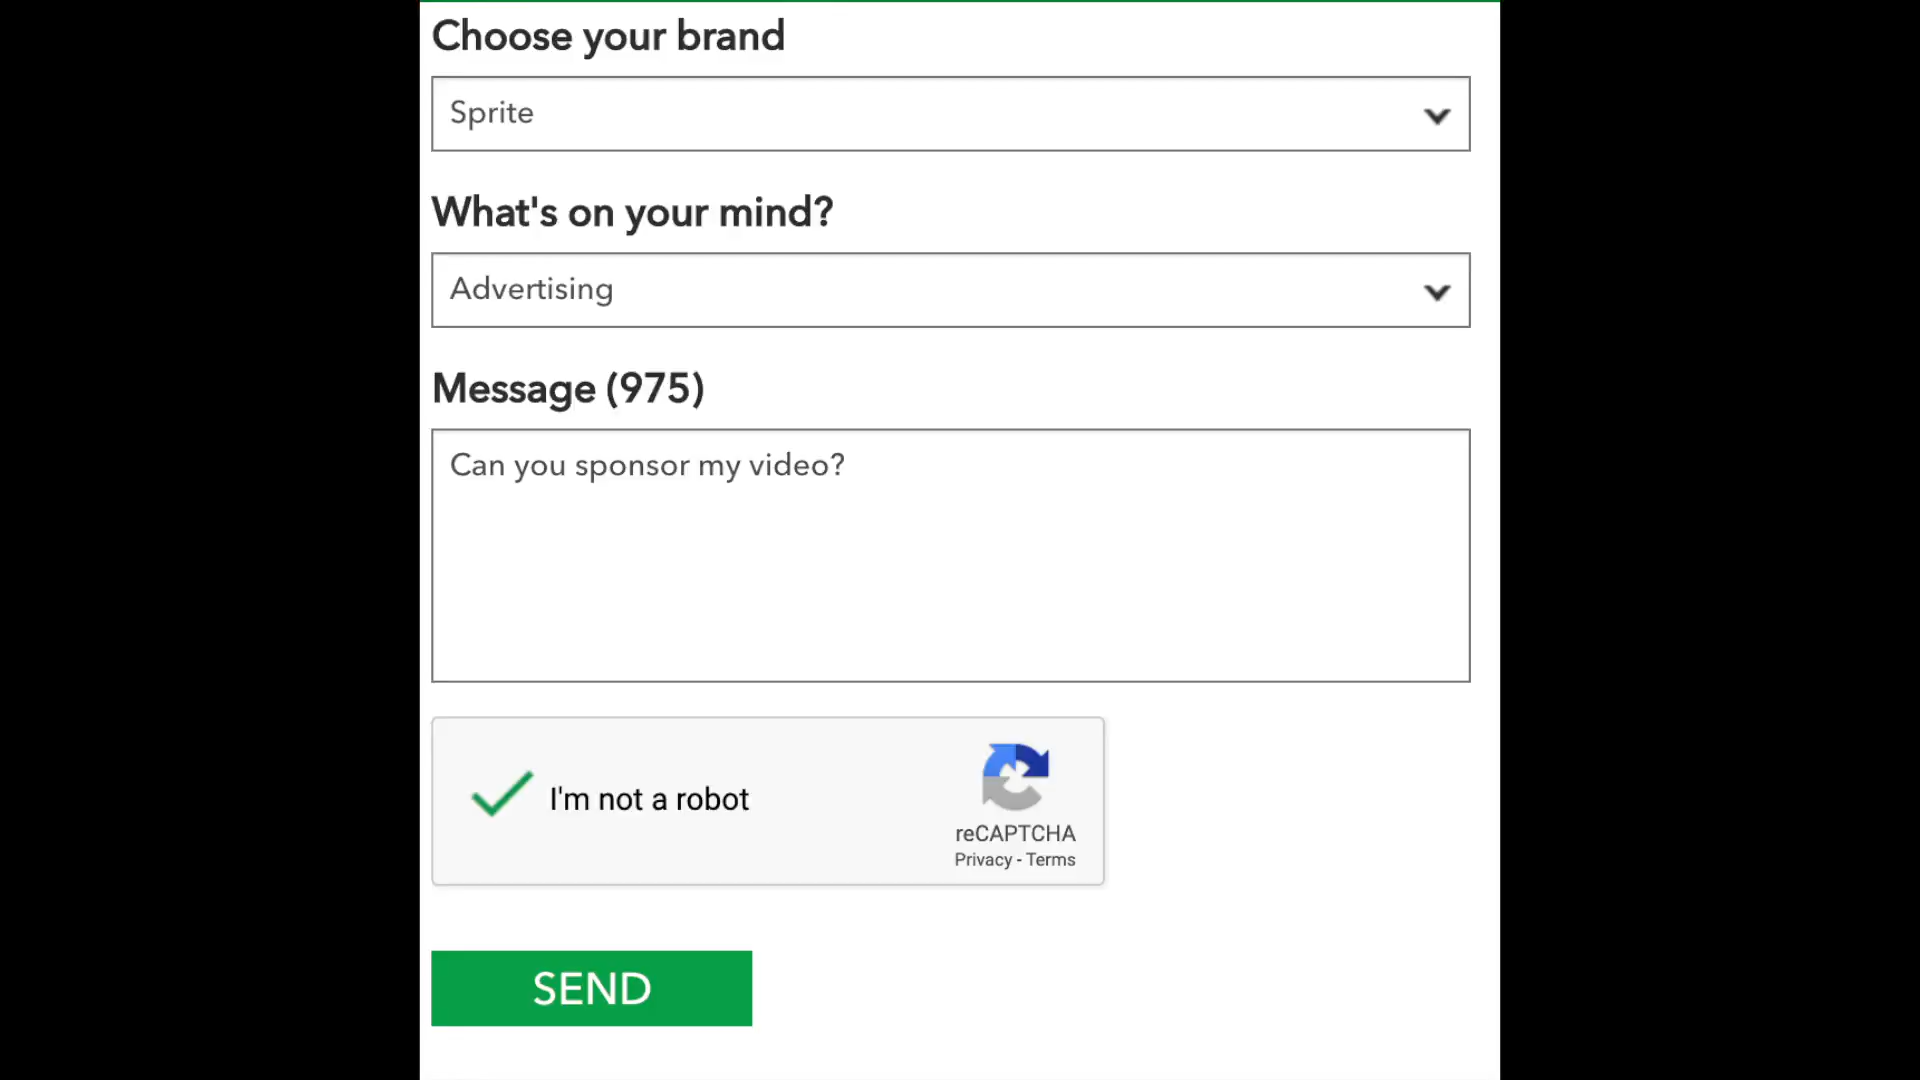 Choose your brand
Sprite
What's on your mind?
Advertising
Message (975)
Can you sponsor my video?
I'm not a robot
reCAPTCHA
Privacy - Terms
SEND